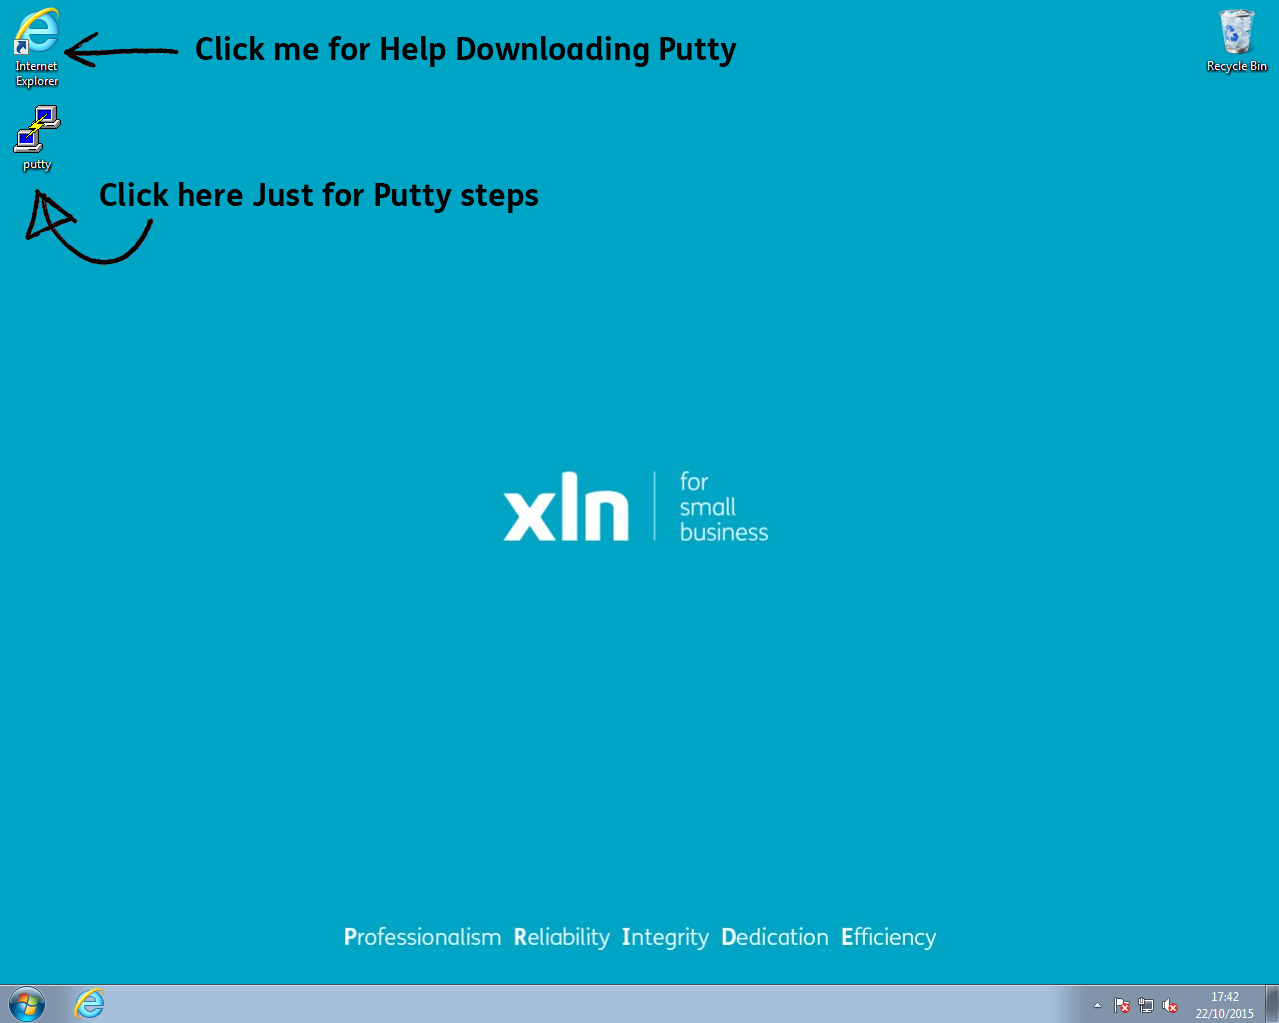 Click me for Help Downloading Putty
Internet
Explorer
Recycle Bin
putty
Click here Just for Putty steps
xln
for
small
business
Professionalism Reliability Integrity Dedication Efficiency
17:42
22/10/2015